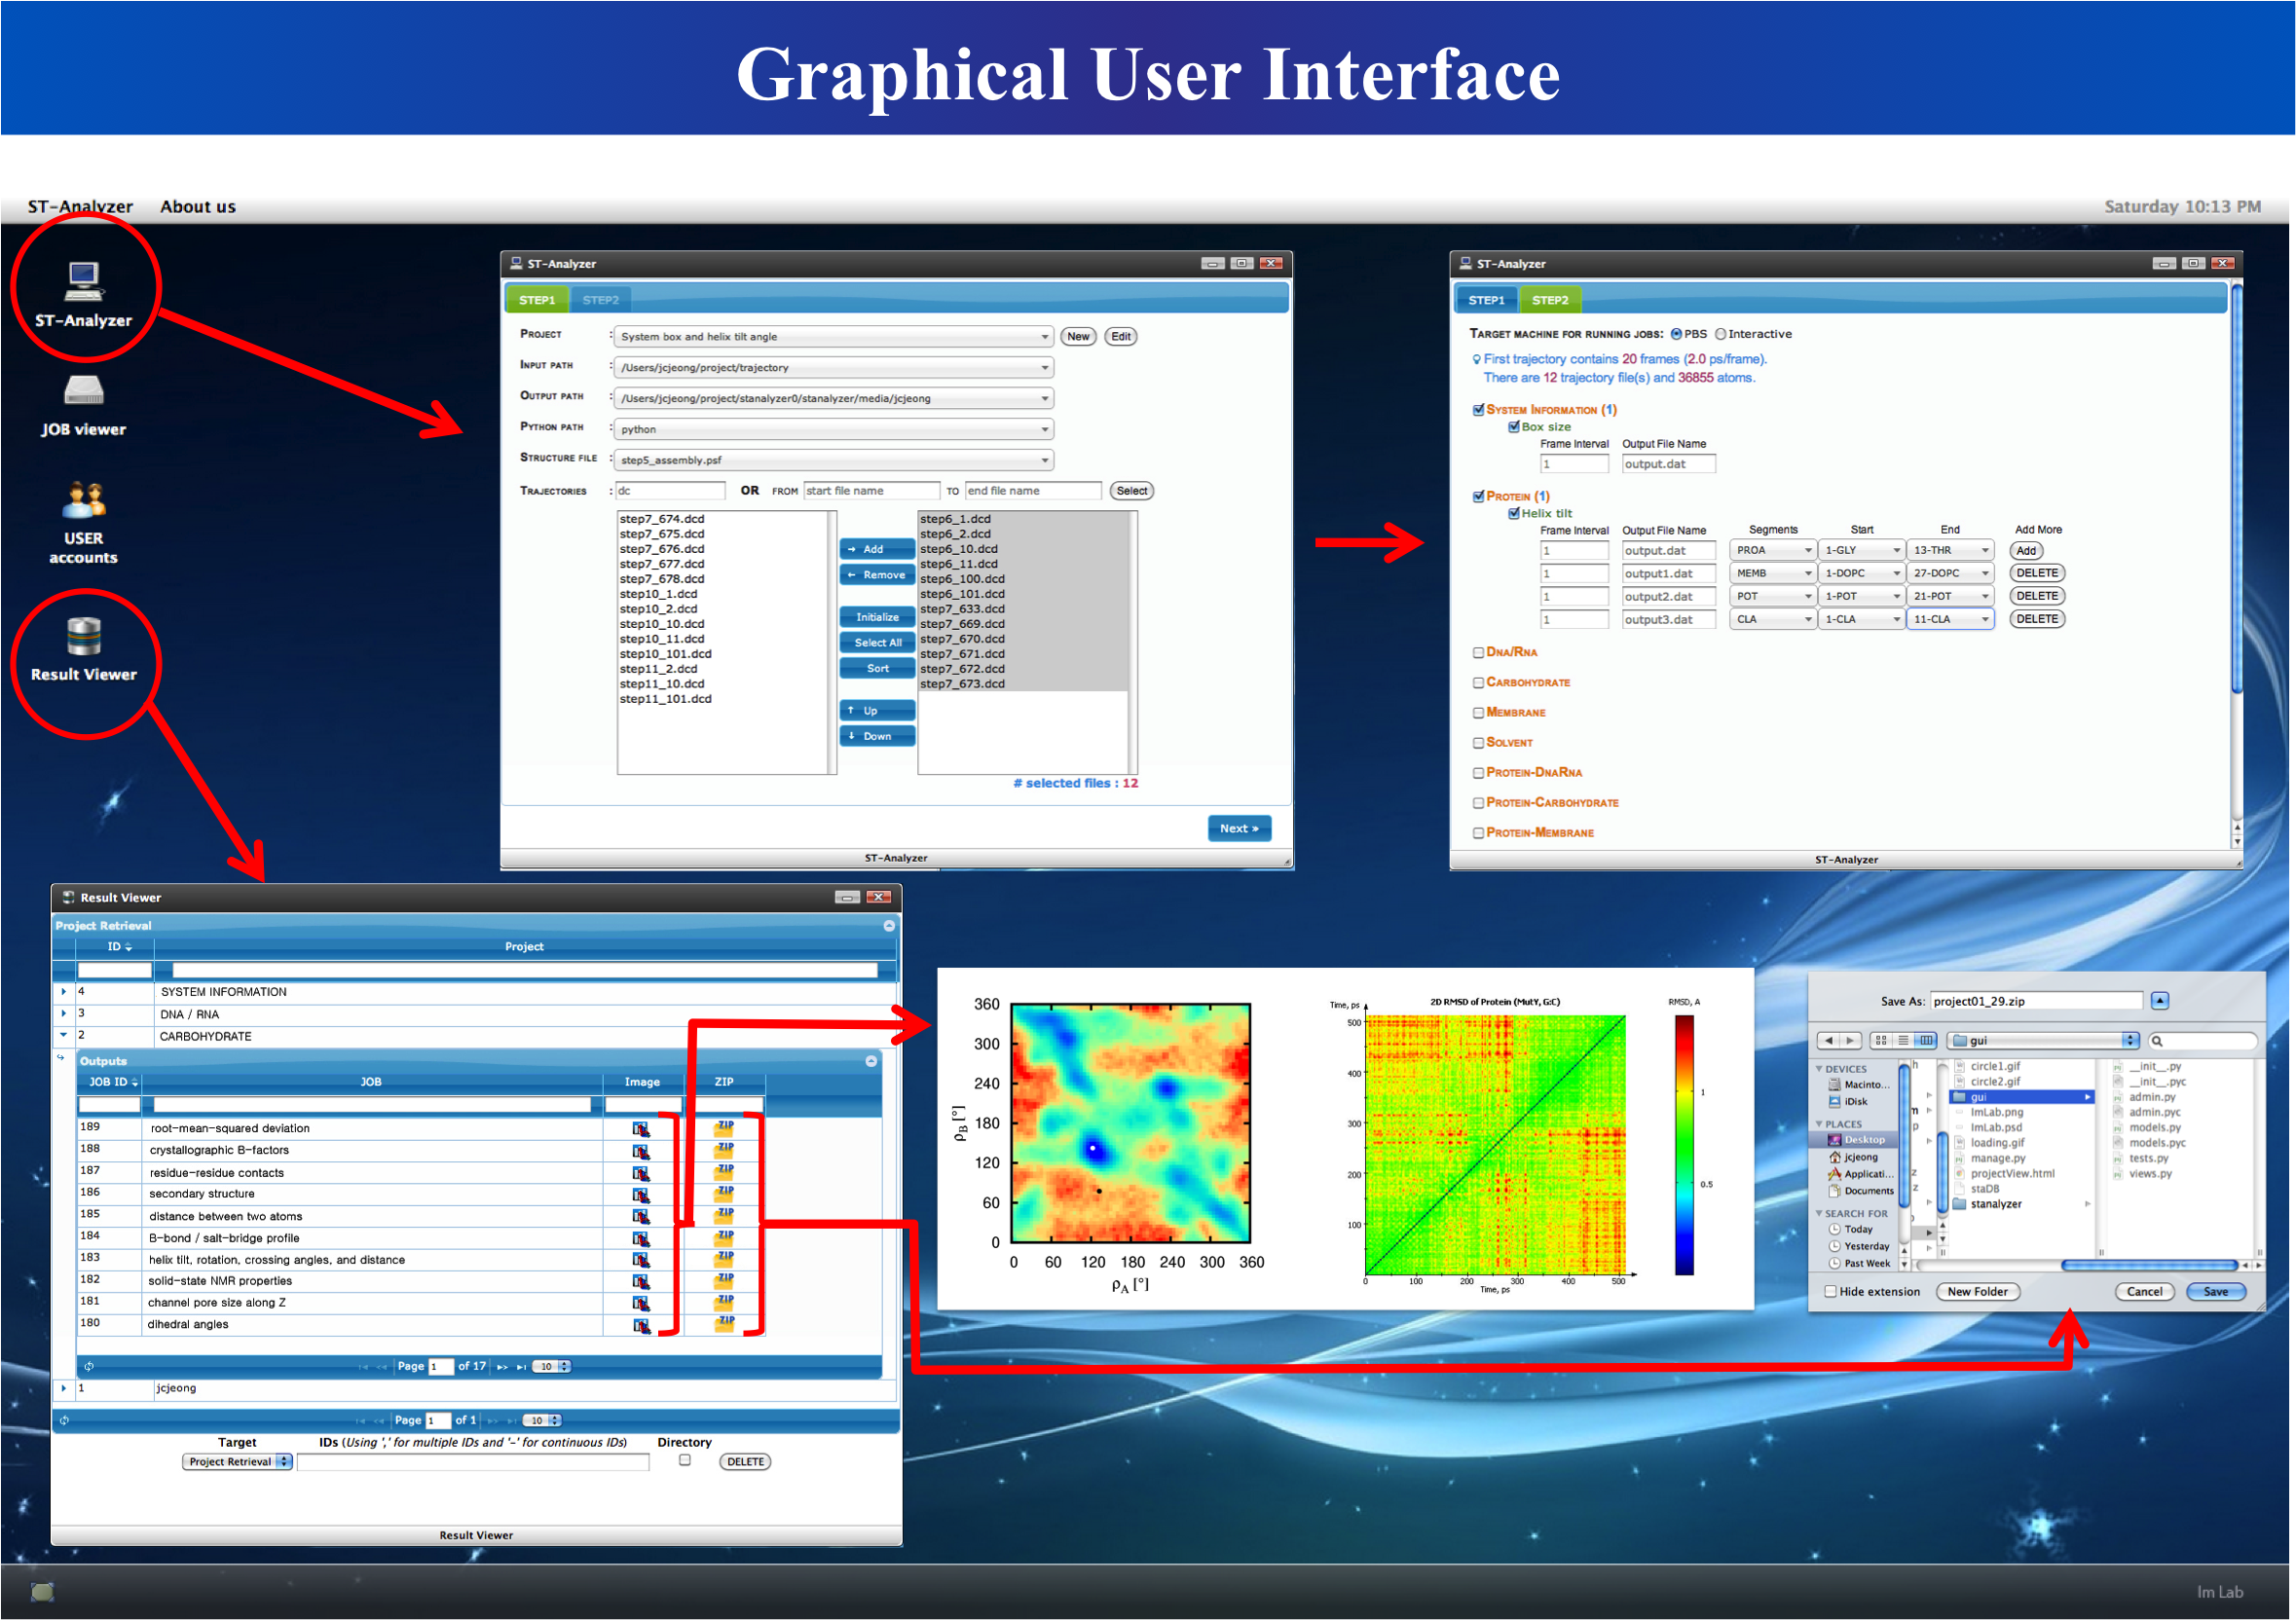 Graphical User Interface
ST-Analyzer About us Saturday 10:13 PM
ST-Analyzer
JOB viewer
USER
accounts
Result Viewer
ST-Analyzer
STEP1 STEP2
PROJECT : System box and helix tilt angle New Edit
INPUT PATH : /Users/jcjeong/project/trajectory
OUTPUT PATH : /Users/jcjeong/project/stanalyzer0/stanalyzer/media/jcjeong
PYTHON PATH : python
STRUCTURE FILE : step5_assembly.psf
TRAJECTORIES : dc OR FROM start file name TO end file name Select
step7_674.dcd
step7_675.dcd
step7_676.dcd
step7_677.dcd
step7_678.dcd
step10_1.dcd
step10_2.dcd
step10_10.dcd
step10_11.dcd
step10_101.dcd
step11_2.dcd
step11_10.dcd
step11_101.dcd
→ Add
← Remove
Initialize
Select All
Sort
↑ Up
↓ Down
step6_1.dcd
step6_2.dcd
step6_10.dcd
step6_11.dcd
step6_100.dcd
step6_101.dcd
step7_633.dcd
step7_669.dcd
step7_670.dcd
step7_671.dcd
step7_672.dcd
step7_673.dcd
# selected files : 12
Next »
ST-Analyzer
ST-Analyzer
STEP1 STEP2
TARGET MACHINE FOR RUNNING JOBS: PBS Interactive
First trajectory contains 20 frames (2.0 ps/frame).
There are 12 trajectory file(s) and 36855 atoms.
SYSTEM INFORMATION (1)
Box size
Frame Interval Output File Name
1 output.dat
PROTEIN (1)
Helix tilt
Frame Interval Output File Name Segments Start End Add More
1 output.dat PROA 1-GLY 13-THR Add
1 output1.dat MEMB 1-DOPC 27-DOPC DELETE
1 output2.dat POT 1-POT 21-POT DELETE
1 output3.dat CLA 1-CLA 11-CLA DELETE
DNA/RNA
CARBOHYDRATE
MEMBRANE
SOLVENT
PROTEIN-DNARNA
PROTEIN-CARBOHYDRATE
PROTEIN-MEMBRANE
ST-Analyzer
Result Viewer
Project Retrieval
ID Project
4 SYSTEM INFORMATION
3 DNA / RNA
2 CARBOHYDRATE
Outputs
JOB ID JOB Image ZIP
189 root-mean-squared deviation ZIP
188 crystallographic B-factors ZIP
187 residue-residue contacts ZIP
186 secondary structure ZIP
185 distance between two atoms ZIP
184 B-bond / salt-bridge profile ZIP
183 helix tilt, rotation, crossing angles, and distance ZIP
182 solid-state NMR properties ZIP
181 channel pore size along Z ZIP
180 dihedral angles ZIP
Page 1 of 17 10
1 jcjeong
Page 1 of 1 10
Target IDs (Using ',' for multiple IDs and '-' for continuous IDs) Directory
Project Retrieval DELETE
Result Viewer
360
300
240
180
120
60
0
ρB [°]
0 60 120 180 240 300 360
ρA [°]
Time, ps 2D RMSD of Protein (MutY, G:C) RMSD, A
500
400
300
200
100
0 100 200 300 400 500
Time, ps
1
0.5
Save As: project01_29.zip
gui
DEVICES
Macinto...
iDisk
PLACES
Desktop
jcjeong
Applicati...
Documents
SEARCH FOR
Today
Yesterday
Past Week
h
m
p
z
z
circle1.gif
circle2.gif
gui
ImLab.png
ImLab.psd
loading.gif
manage.py
projectView.html
staDB
stanalyzer
__init__.py
__init__.pyc
admin.py
admin.pyc
models.py
models.pyc
tests.py
views.py
Hide extension New Folder Cancel Save
Im Lab